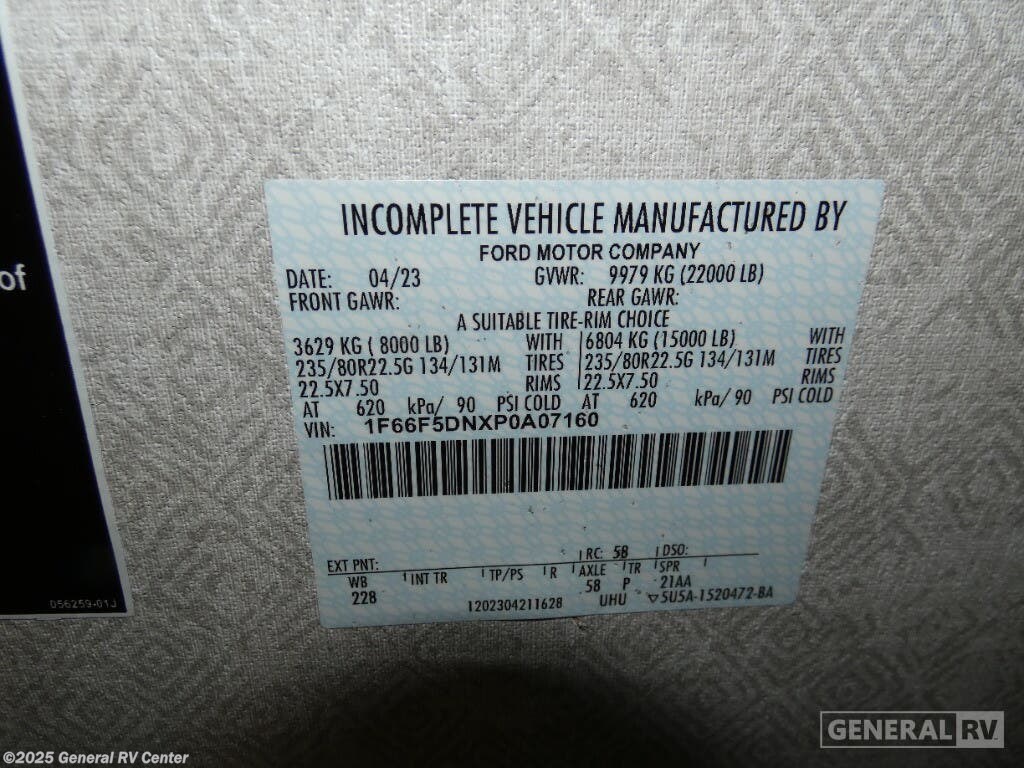 of
INCOMPLETE VEHICLE MANUFACTURED BY
FORD MOTOR COMPANY
DATE: 04/23 GVWR: 9979 KG (22000 LB)
FRONT GAWR: REAR GAWR:
A SUITABLE TIRE-RIM CHOICE
3629 KG ( 8000 LB) WITH 6804 KG (15000 LB) WITH
235/80R22.5G 134/131M TIRES 235/80R22.5G 134/131M TIRES
22.5X7.50 RIMS 22.5X7.50 RIMS
AT 620 kPa/ 90 PSI COLD AT 620 kPa/ 90 PSI COLD
VIN: 1F66F5DNXP0A07160
EXT PNT: RC: 58 DSO:
WB INT TR TP/PS R AXLE TR SPR
228 58 P 21AA
1202304211628 UHU ▽5U5A-1520472-BA
056259-01J
GENERAL RV
©2025 General RV Center